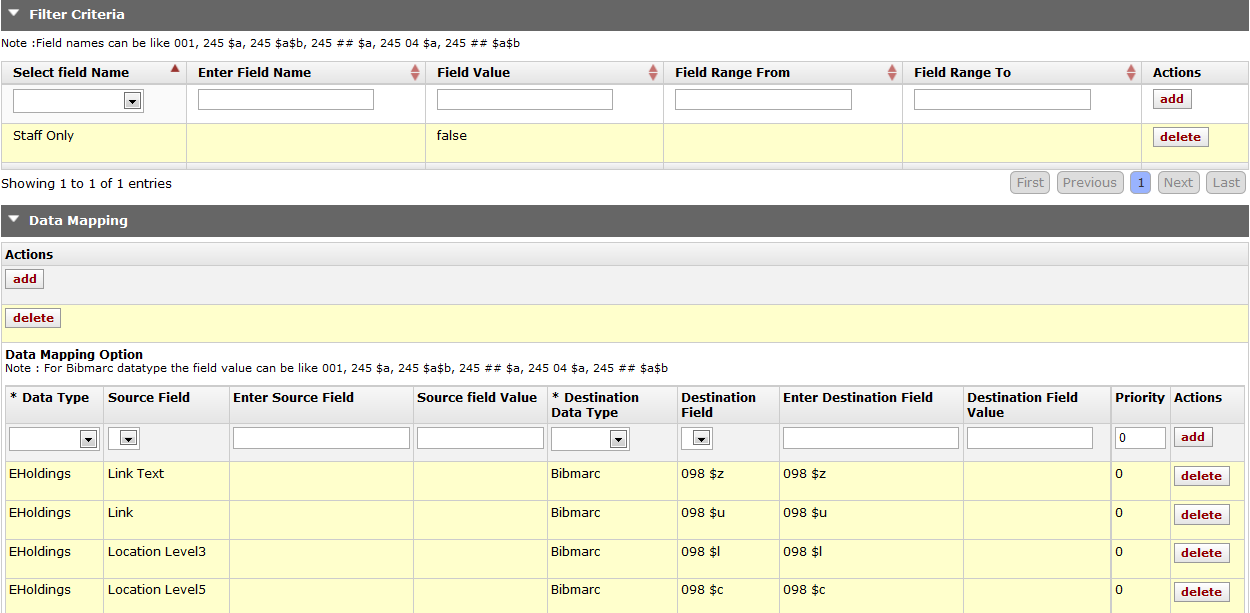 Filter Criteria
Note :Field names can be like 001, 245 $a, 245 $a$b, 245 ## $a, 245 04 $a, 245 ## $a$b
Select field Name Enter Field Name Field Value Field Range From Field Range To Actions
add
Staff Only false delete
Showing 1 to 1 of 1 entries First Previous 1 Next Last
Data Mapping
Actions
add
delete
Data Mapping Option
Note : For Bibmarc datatype the field value can be like 001, 245 $a, 245 $a$b, 245 ## $a, 245 04 $a, 245 ## $a$b
* Data Type Source Field Enter Source Field Source field Value * Destination Data Type Destination Field Enter Destination Field Destination Field Value Priority Actions
0 add
EHoldings Link Text Bibmarc 098 $z 098 $z 0 delete
EHoldings Link Bibmarc 098 $u 098 $u 0 delete
EHoldings Location Level3 Bibmarc 098 $l 098 $l 0 delete
EHoldings Location Level5 Bibmarc 098 $c 098 $c 0 delete